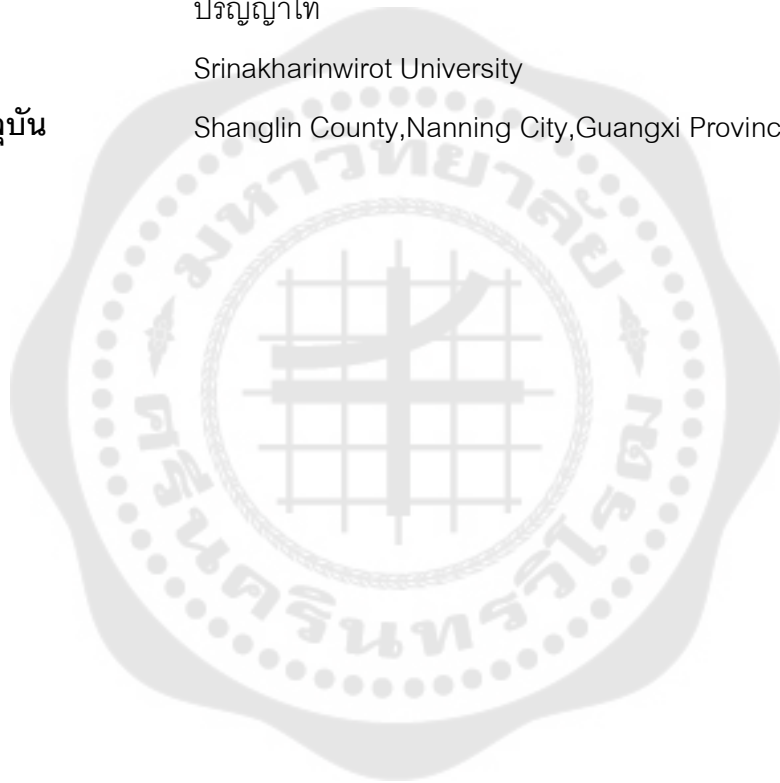 ปริญญาโท
Srinakharinwirot University
Shanglin County,Nanning City,Guangxi Provinc
มหาวิทยาลัย
ศรีนครินทรวิโรฒ